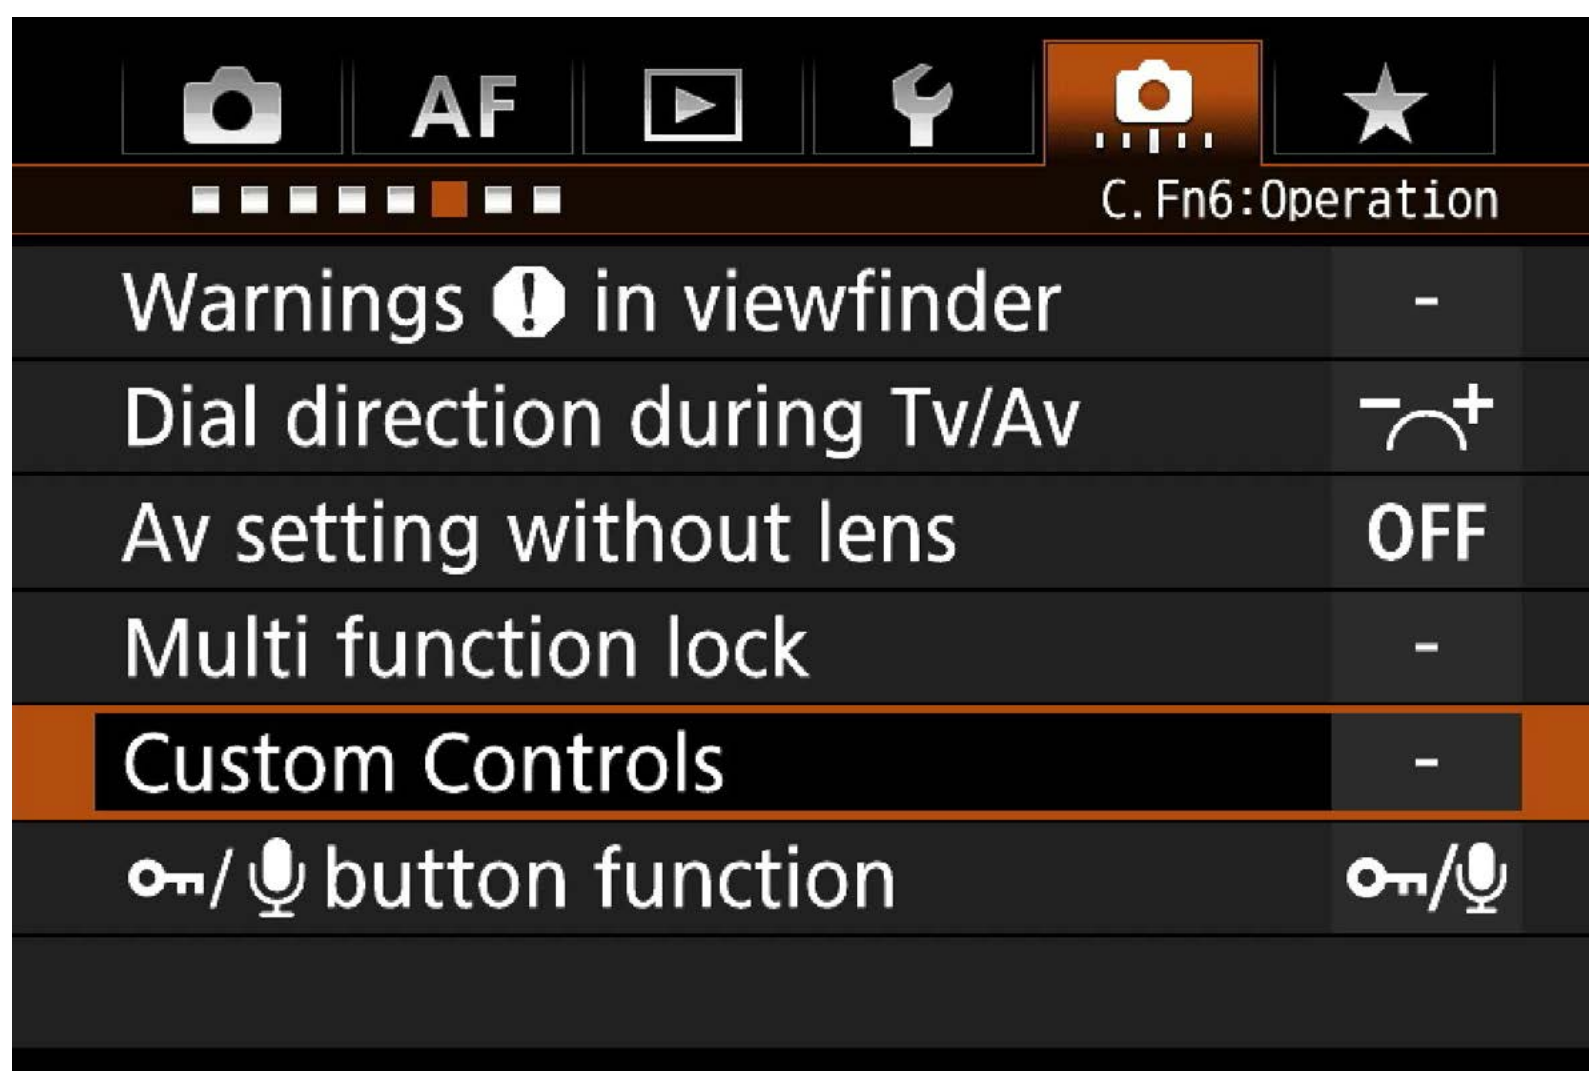 AF
C.Fn6:Operation
Warnings ! in viewfinder -
Dial direction during Tv/Av -+
Av setting without lens OFF
Multi function lock -
Custom Controls -
/ button function /